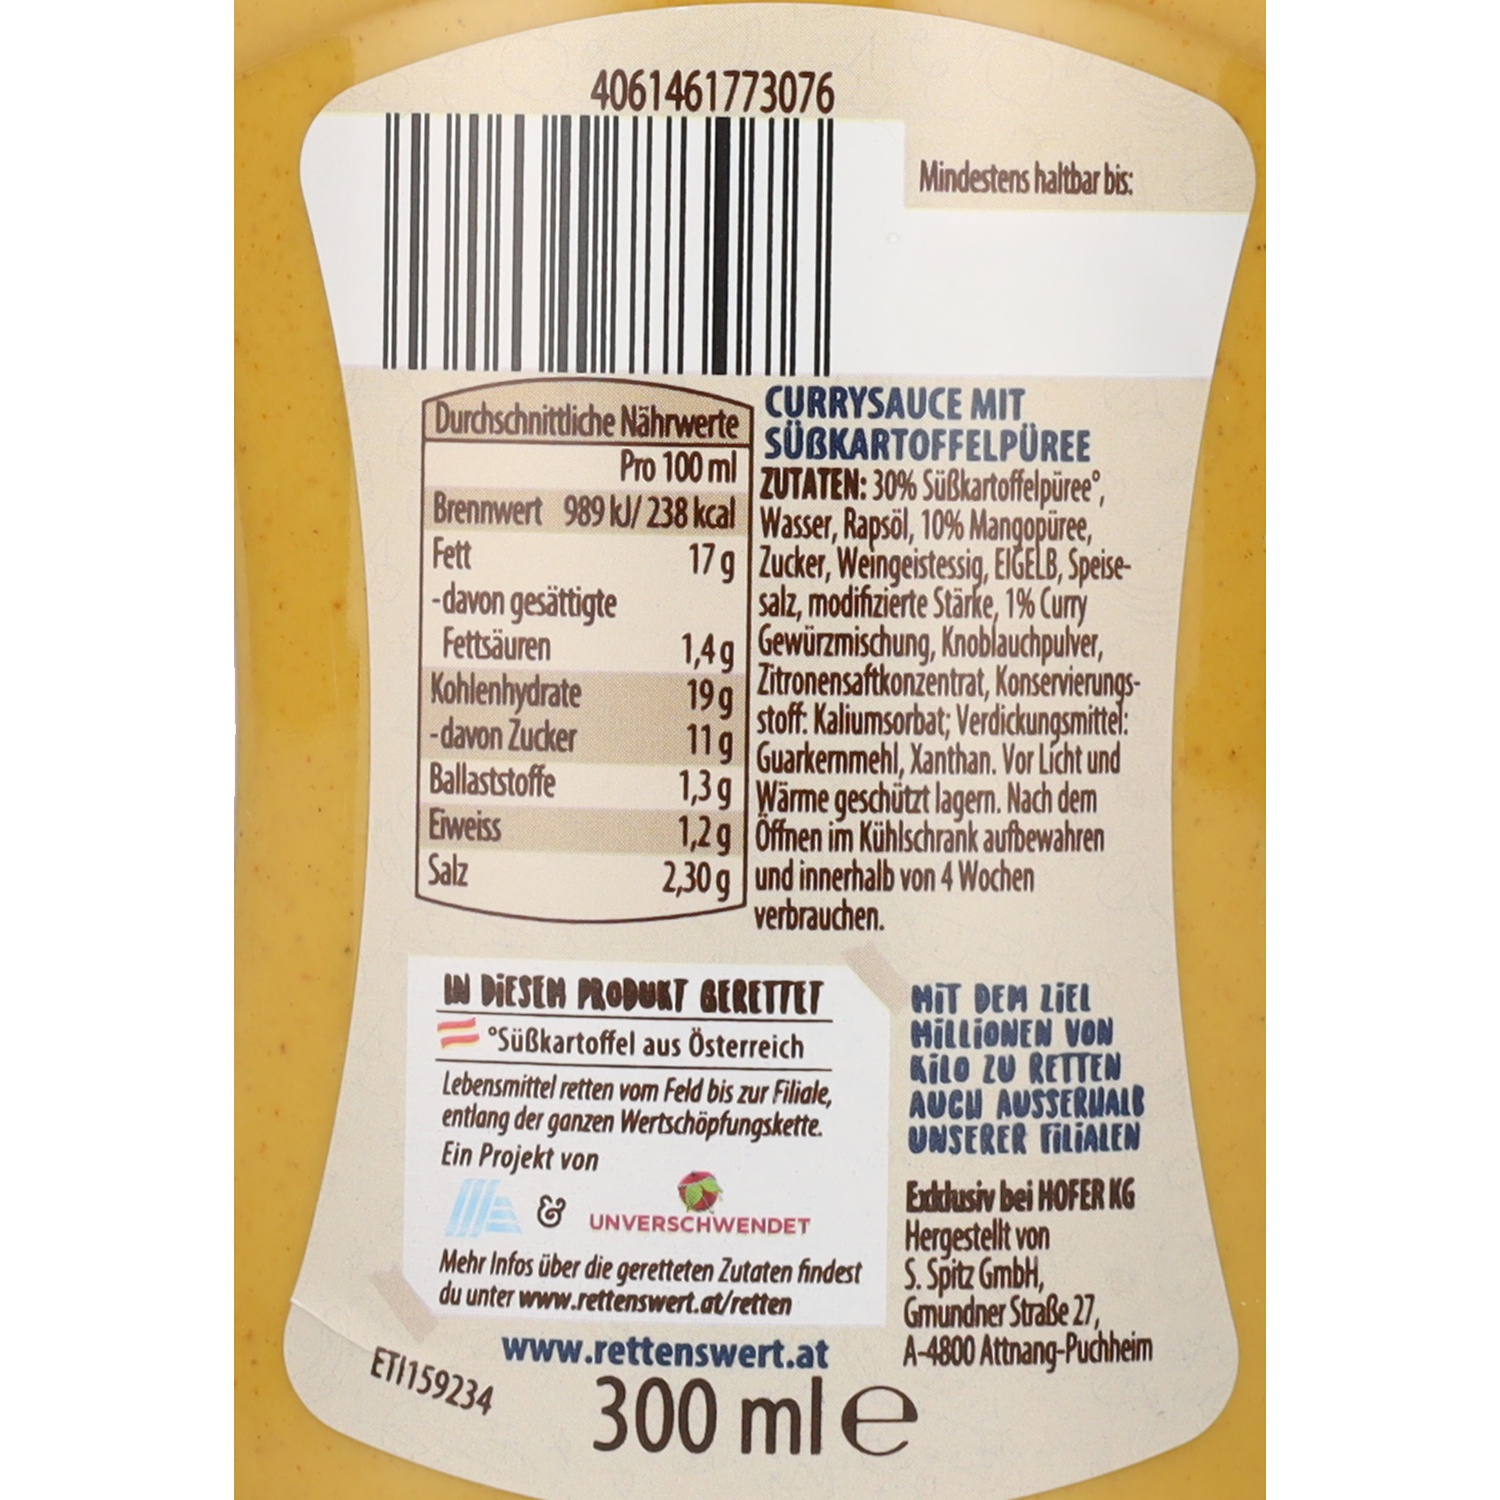 4061461773076
Mindestens haltbar bis:
Durchschnittliche Nährwerte
Pro 100 ml
Brennwert 989 kJ/ 238 kcal
Fett 17 g
-davon gesättigte
Fettsäuren 1,4 g
Kohlenhydrate 19 g
-davon Zucker 11 g
Ballaststoffe 1,3 g
Eiweiss 1,2 g
Salz 2,30 g
CURRYSAUCE MIT
SÜßKARTOFFELPÜREE
ZUTATEN: 30% Süßkartoffelpüree°,
Wasser, Rapsöl, 10% Mangopüree,
Zucker, Weingeistessig, EIGELB, Speise-
salz, modifizierte Stärke, 1% Curry
Gewürzmischung, Knoblauchpulver,
Zitronensaftkonzentrat, Konservierungs-
stoff: Kaliumsorbat; Verdickungsmittel:
Guarkernmehl, Xanthan. Vor Licht und
Wärme geschützt lagern. Nach dem
Öffnen im Kühlschrank aufbewahren
und innerhalb von 4 Wochen
verbrauchen.
IN DiESEM PRODUKT GERETTET
°Süßkartoffel aus Österreich
Lebensmittel retten vom Feld bis zur Filiale,
entlang der ganzen Wertschöpfungskette.
Ein Projekt von
& UNVERSCHWENDET
Mehr Infos über die geretteten Zutaten findest
du unter www.rettenswert.at/retten
MiT DEM ZiEL
MiLLiONEN VON
KiLO ZU RETTEN
AUCH AUSSERHALB
UNSERER FiLiALEN
Exklusiv bei HOFER KG
Hergestellt von
S. Spitz GmbH,
Gmundner Straße 27,
A-4800 Attnang-Puchheim
www.rettenswert.at
ETI159234
300 ml e